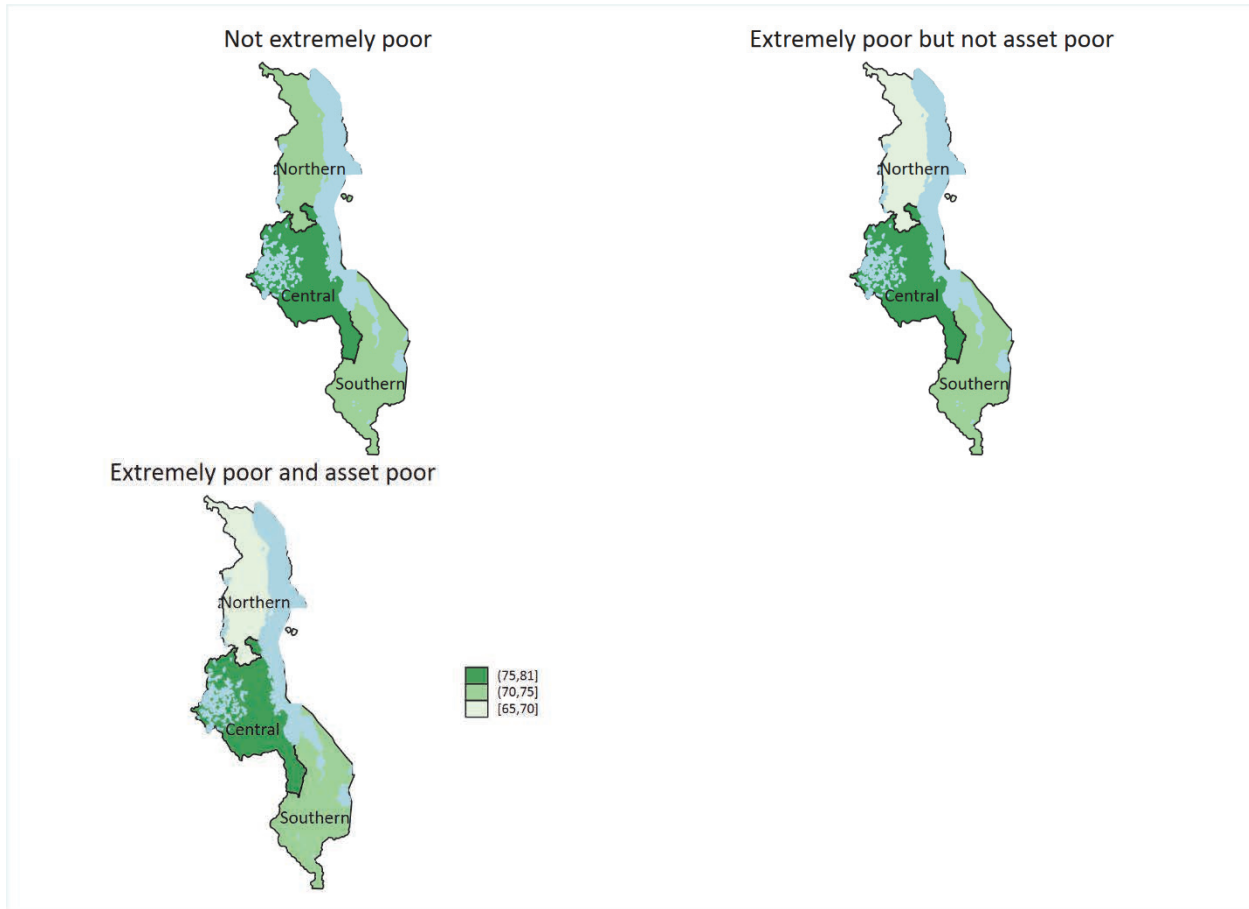 Not extremely poor
Northern
Central
Southern
Extremely poor but not asset poor
Northern
Central
Southern
Extremely poor and asset poor
Northern
Central
Southern
(75,81]
(70,75]
[65,70]